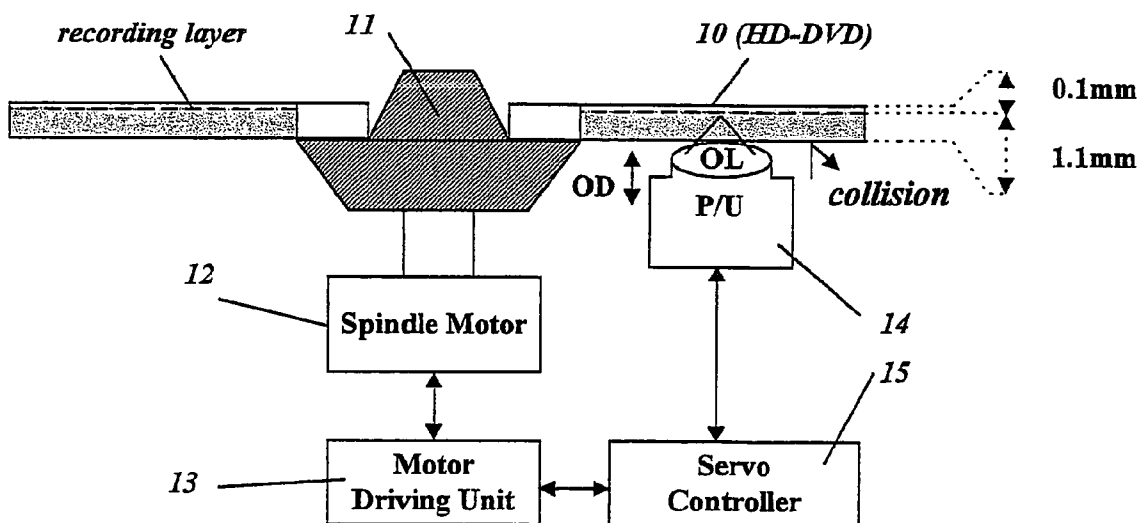 recording layer
11
10 (HD-DVD)
0.1mm
1.1mm
OL
OD
P/U
collision
12
Spindle Motor
14
15
13
Motor
Driving Unit
Servo
Controller